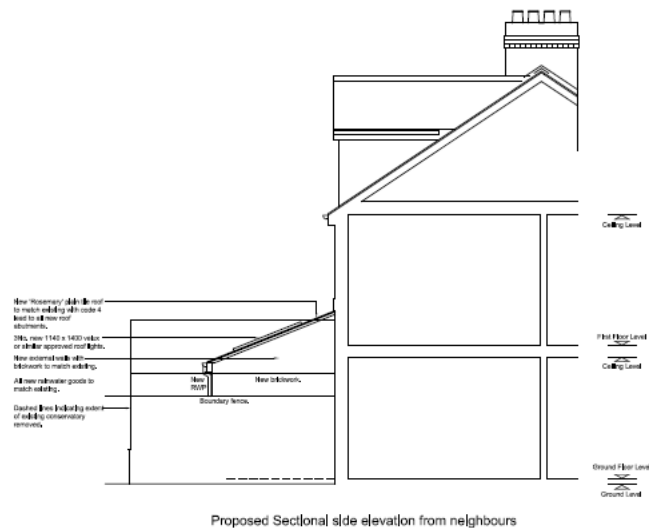 Ceiling Level
New 'Rosemary' plain tile roof
to match existing with code 4
lead to all new roof
abutments.
3No. new 1140 x 1400 velux
or similar approved roof lights.
New external walls with
brickwork to match existing.
All new rainwater goods to
match existing.
Dashed lines indicating extent
of existing conservatory
removed.
New
RWP
New brickwork.
Boundary fence.
First Floor Level
Ceiling Level
Ground Floor Level
Ground Level
Proposed Sectional side elevation from neighbours